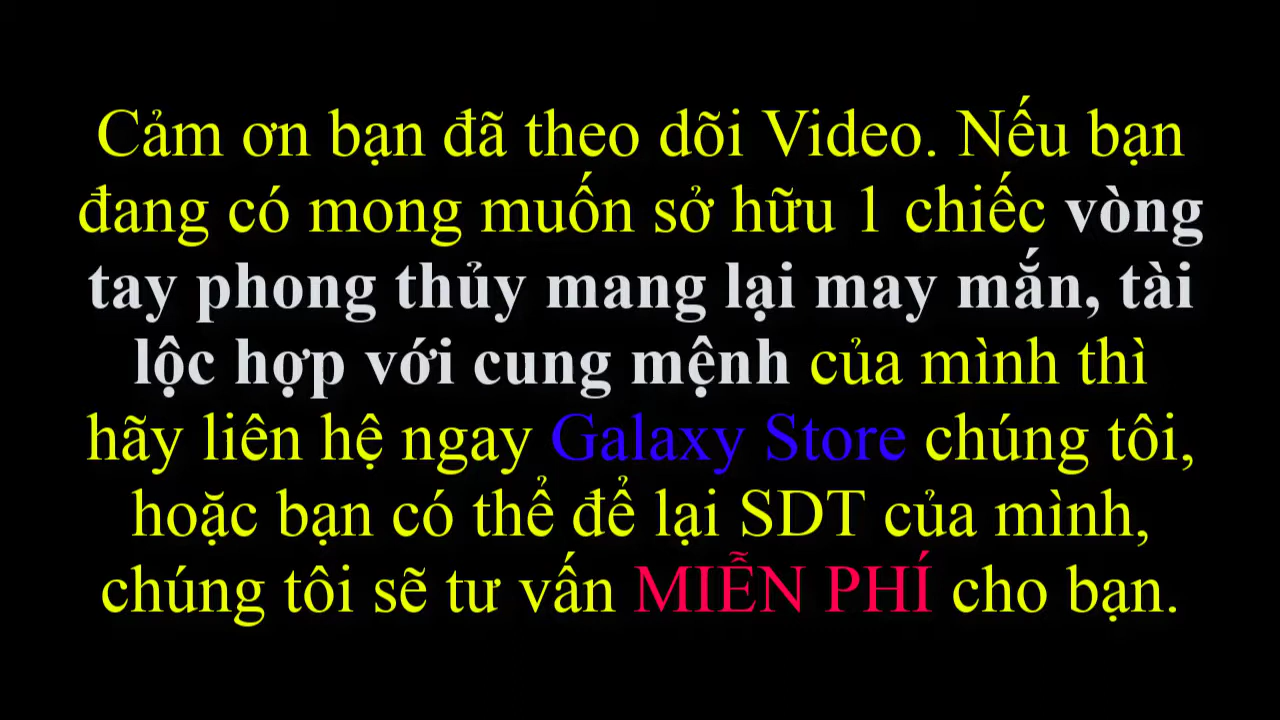 Cảm ơn bạn đã theo dõi Video. Nếu bạn
đang có mong muốn sở hữu 1 chiếc vòng
tay phong thủy mang lại may mắn, tài
lộc hợp với cung mệnh của mình thì
hãy liên hệ ngay Galaxy Store chúng tôi,
hoặc bạn có thể để lại SDT của mình,
chúng tôi sẽ tư vấn MIỄN PHÍ cho bạn.